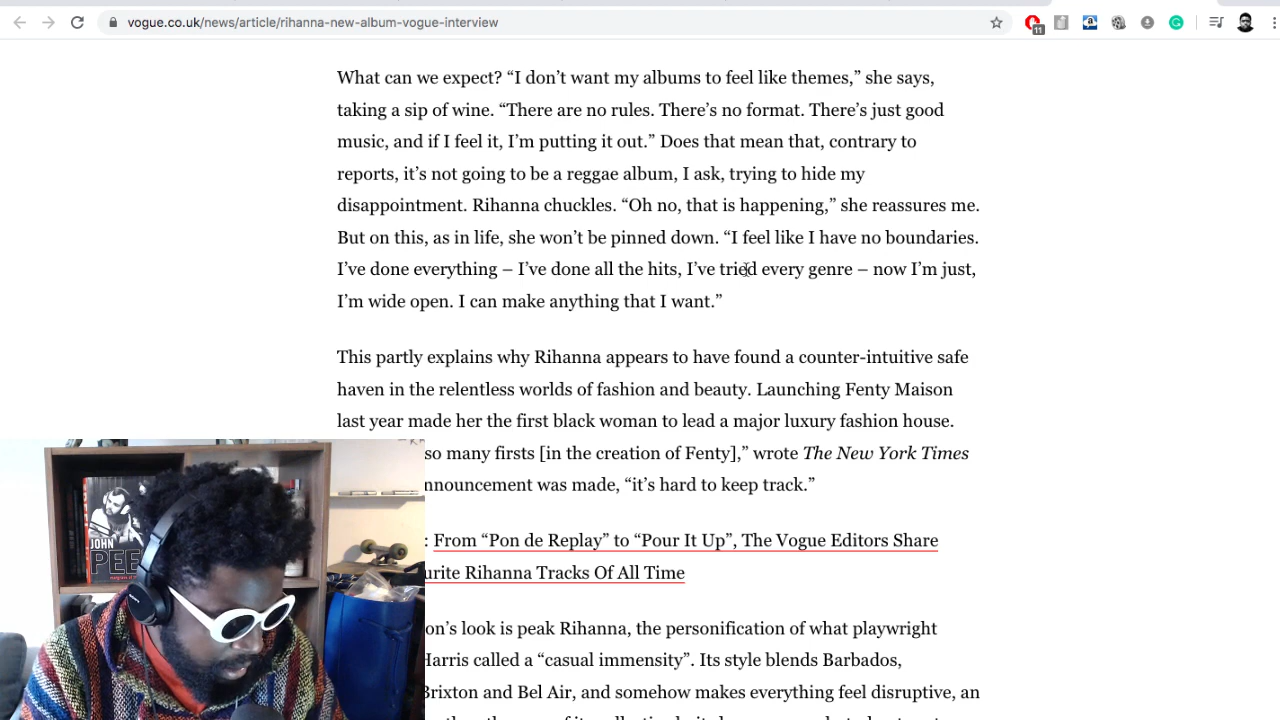 vogue.co.uk/news/article/rihanna-new-album-vogue-interview
11
What can we expect? “I don’t want my albums to feel like themes,” she says,
taking a sip of wine. “There are no rules. There’s no format. There’s just good
music, and if I feel it, I’m putting it out.” Does that mean that, contrary to
reports, it’s not going to be a reggae album, I ask, trying to hide my
disappointment. Rihanna chuckles. “Oh no, that is happening,” she reassures me.
But on this, as in life, she won’t be pinned down. “I feel like I have no boundaries.
I’ve done everything – I’ve done all the hits, I’ve tried every genre – now I’m just,
I’m wide open. I can make anything that I want.”
This partly explains why Rihanna appears to have found a counter-intuitive safe
haven in the relentless worlds of fashion and beauty. Launching Fenty Maison
last year made her the first black woman to lead a major luxury fashion house.
so many firsts [in the creation of Fenty],” wrote The New York Times
nnouncement was made, “it’s hard to keep track.”
: From “Pon de Replay” to “Pour It Up”, The Vogue Editors Share
urite Rihanna Tracks Of All Time
on’s look is peak Rihanna, the personification of what playwright
Harris called a “casual immensity”. Its style blends Barbados,
Brixton and Bel Air, and somehow makes everything feel disruptive, an
JOHN
PEE